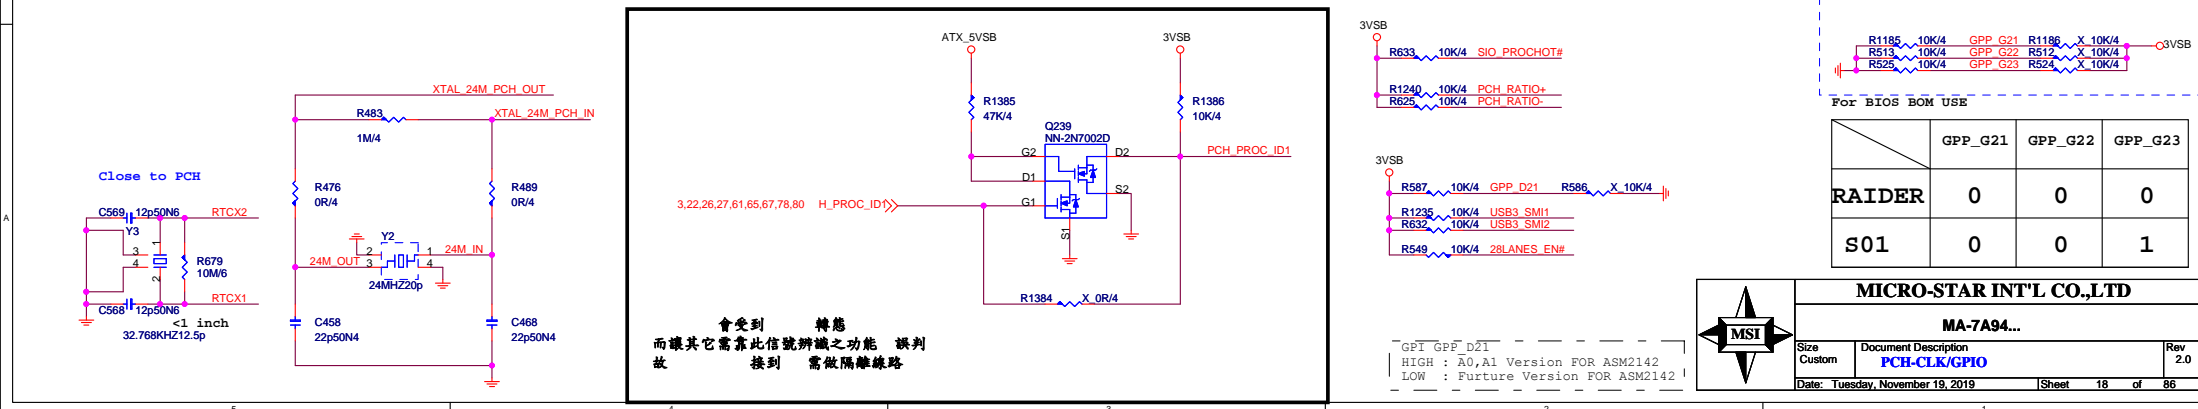 XTAL_24M_PCH_OUT
R483
XTAL_24M_PCH_IN
1M/4
Close to PCH
R476
0R/4
R489
0R/4
C569
12p50N6
RTCX2
Y3
1
3
4
2
R679
10M/6
C568
12p50N6
RTCX1
<1 inch
32.768KHZ12.5p
Y2
24M_OUT
2
3
1
4
24M_IN
24MHZ20p
C458
22p50N4
C468
22p50N4
ATX_5VSB
3VSB
R1385
47K/4
R1386
10K/4
Q239
NN-2N7002D
G2
D2
PCH_PROC_ID1
D1
S2
3,22,26,27,61,65,67,78,80
H_PROC_ID1
G1
S1
R1384
X_0R/4
會受到 轉態
而讓其它需靠此信號辨識之功能 誤判
故 接到 需做隔離線路
3VSB
R633 10K/4 SIO_PROCHOT#
R1240 10K/4 PCH_RATIO+
R625 10K/4 PCH_RATIO-
3VSB
R587 10K/4 GPP_D21 R586 X_10K/4
R1235 10K/4 USB3_SMI1
R632 10K/4 USB3_SMI2
R549 10K/4 28LANES_EN#
GPI GPP_D21
HIGH : A0,A1 Version FOR ASM2142
LOW : Furture Version FOR ASM2142
R1185 10K/4 GPP_G21 R1186 X_10K/4
3VSB
R513 10K/4 GPP_G22 R512 X_10K/4
R525 10K/4 GPP_G23 R524 X_10K/4
For BIOS BOM USE
GPP_G21 GPP_G22 GPP_G23
RAIDER 0 0 0
S01 0 0 1
MSI
MICRO-STAR INT'L CO.,LTD
MA-7A94...
Size
Custom
Document Description
PCH-CLK/GPIO
Rev
2.0
Date: Tuesday, November 19, 2019
Sheet 18 of 86
A